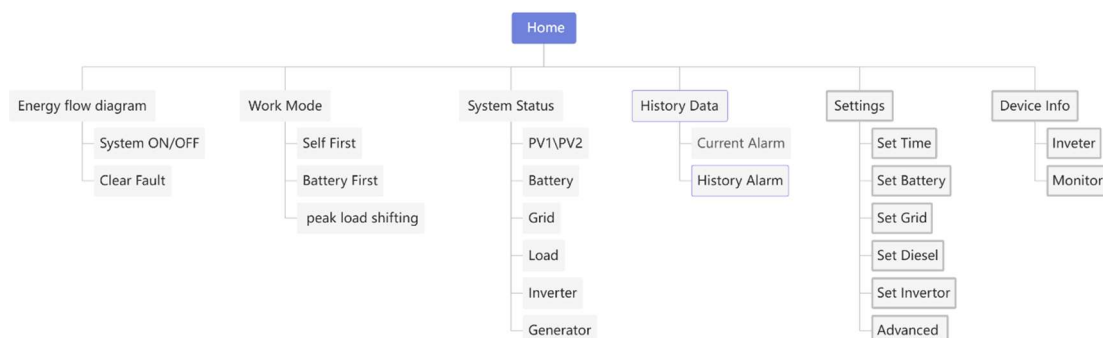 Home
Energy flow diagram
System ON/OFF
Clear Fault
Work Mode
Self First
Battery First
peak load shifting
System Status
PV1\PV2
Battery
Grid
Load
Inverter
Generator
History Data
Current Alarm
History Alarm
Settings
Set Time
Set Battery
Set Grid
Set Diesel
Set Invertor
Advanced
Device Info
Inveter
Monitor